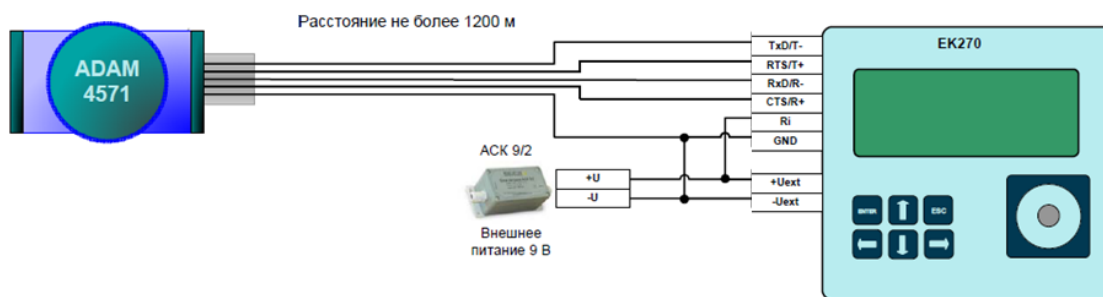 Расстояние не более 1200 м
ADAM
4571
TxD/T-
RTS/T+
RxD/R-
CTS/R+
Ri
GND
+Uext
-Uext
EK270
ENTER
ESC
АСК 9/2
+U
-U
Внешнее
питание 9 В